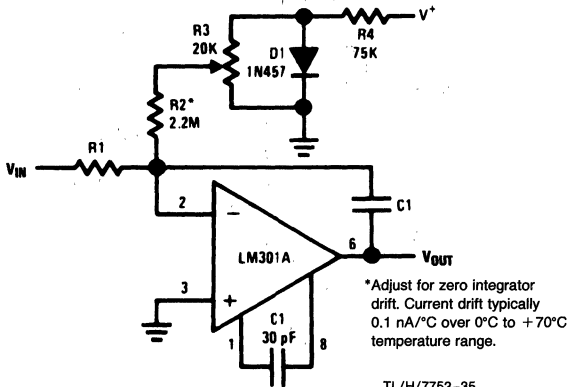 V+
R3
20K
R4
75K
D1
1N457
R2*
2.2M
R1
VIN
2
C1
LM301A
6
VOUT
3
*Adjust for zero integrator
drift. Current drift typically
0.1 nA/°C over 0°C to +70°C
temperature range.
C1
30 pF
1
8
TL/H/7752-35